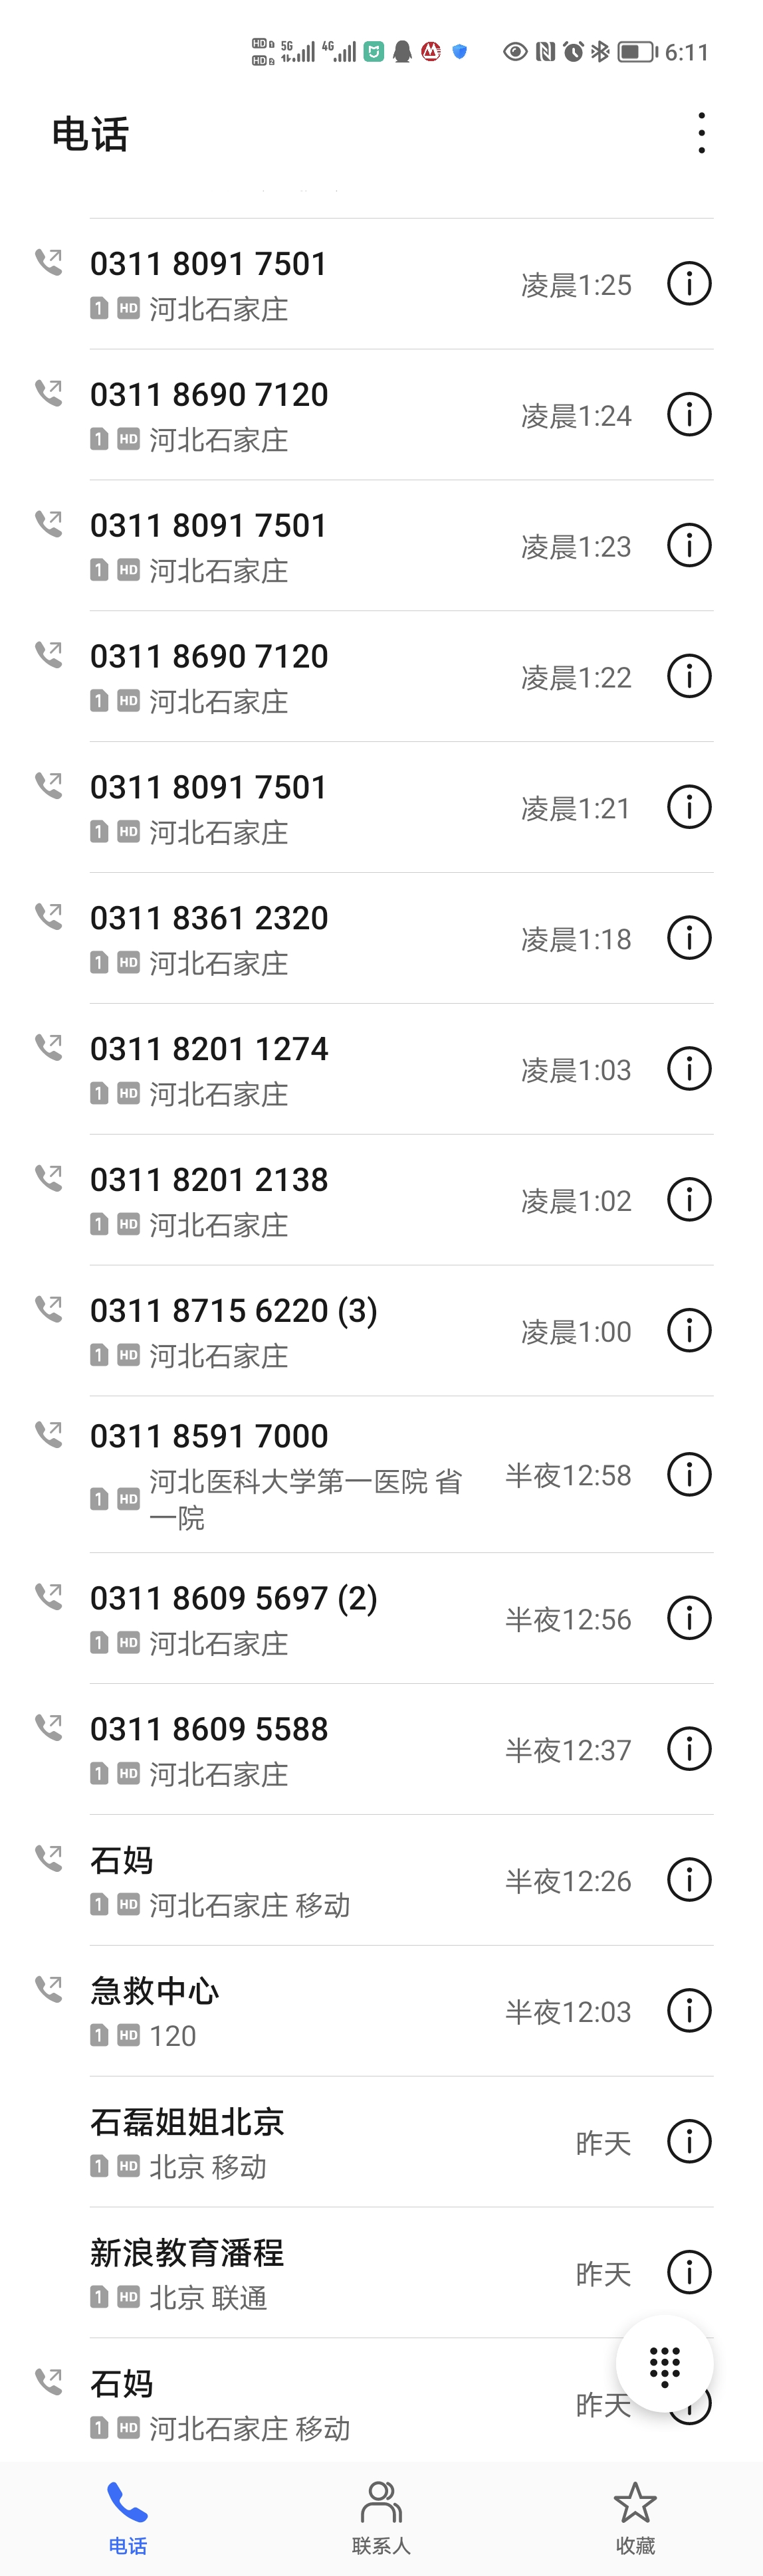 HD 1 5G 4G 6:11
HD 2
电话
0311 8091 7501
1 HD 河北石家庄
凌晨1:25
0311 8690 7120
1 HD 河北石家庄
凌晨1:24
0311 8091 7501
1 HD 河北石家庄
凌晨1:23
0311 8690 7120
1 HD 河北石家庄
凌晨1:22
0311 8091 7501
1 HD 河北石家庄
凌晨1:21
0311 8361 2320
1 HD 河北石家庄
凌晨1:18
0311 8201 1274
1 HD 河北石家庄
凌晨1:03
0311 8201 2138
1 HD 河北石家庄
凌晨1:02
0311 8715 6220 (3)
1 HD 河北石家庄
凌晨1:00
0311 8591 7000
1 HD 河北医科大学第一医院 省
一院
半夜12:58
0311 8609 5697 (2)
1 HD 河北石家庄
半夜12:56
0311 8609 5588
1 HD 河北石家庄
半夜12:37
石妈
1 HD 河北石家庄 移动
半夜12:26
急救中心
1 HD 120
半夜12:03
石磊姐姐北京
1 HD 北京 移动
昨天
新浪教育潘程
1 HD 北京 联通
昨天
石妈
1 HD 河北石家庄 移动
昨天
电话
联系人
收藏